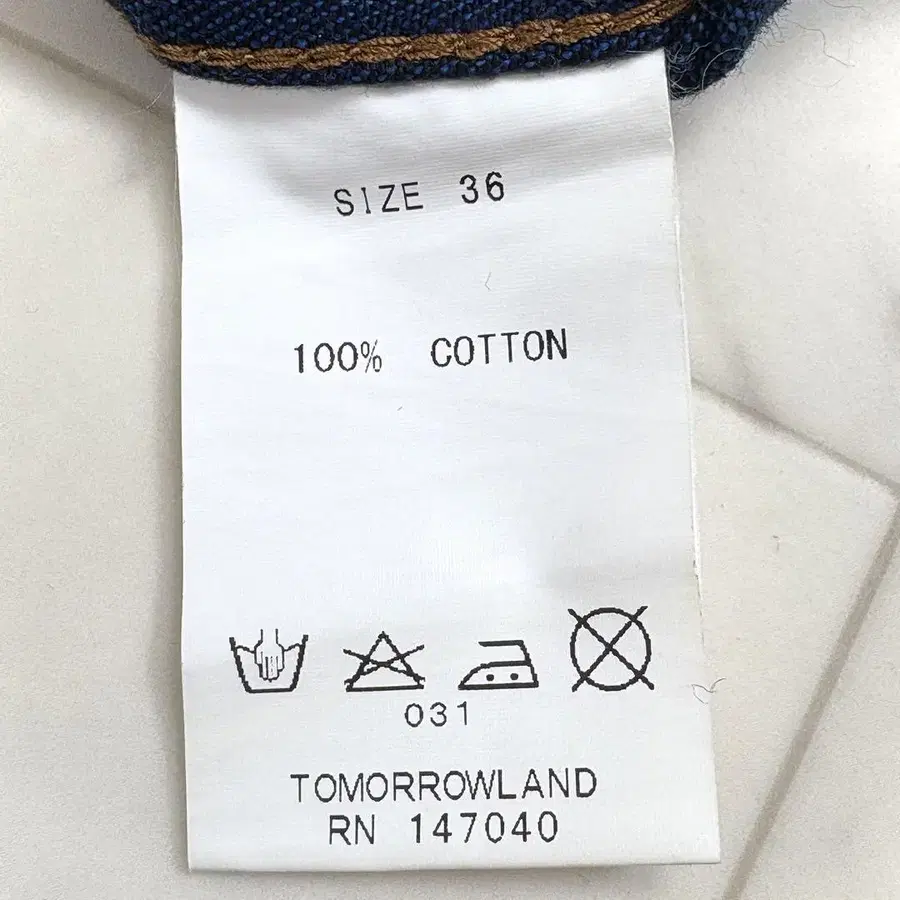 SIZE 36
100% COTTON
031
TOMORROWLAND
RN 147040